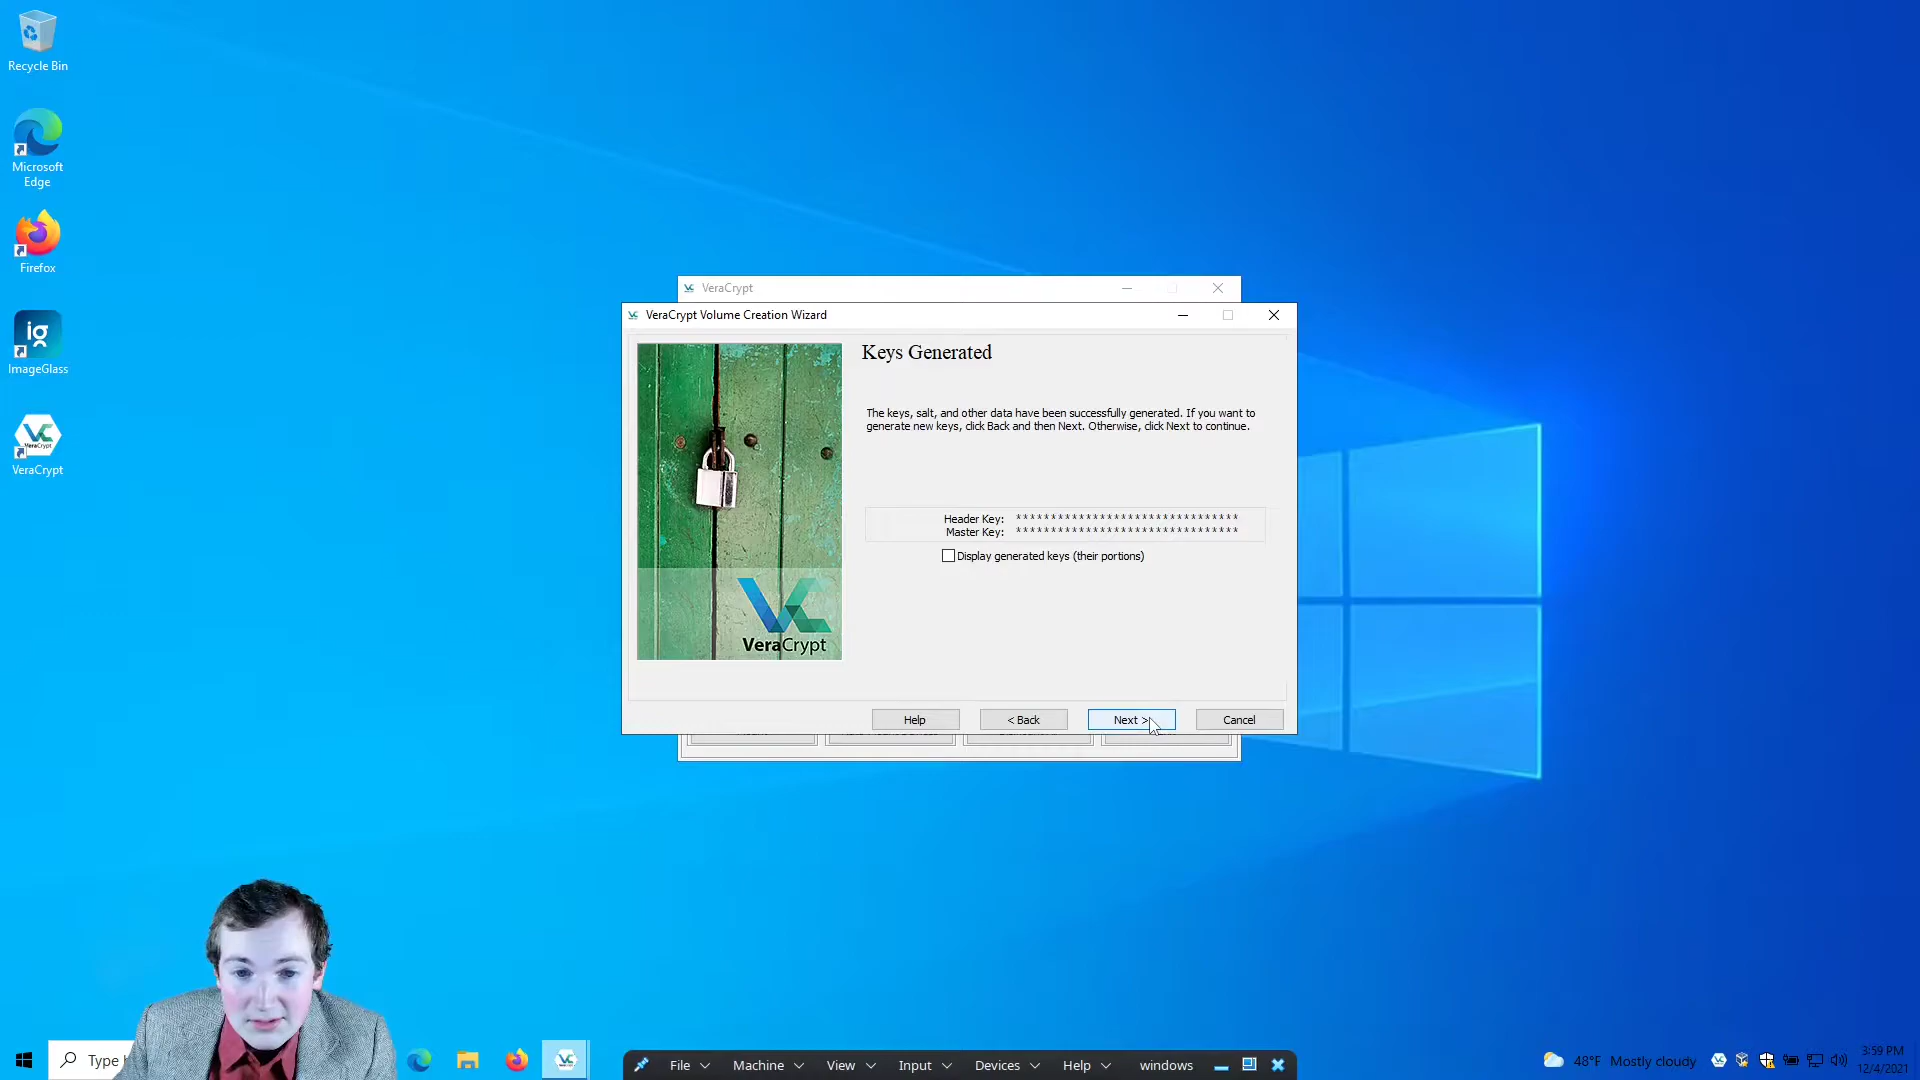 Recycle Bin
Microsoft
Edge
Firefox
ig
ImageGlass
VeraCrypt
VeraCrypt
VeraCrypt
VeraCrypt Volume Creation Wizard
Keys Generated
The keys, salt, and other data have been successfully generated. If you want to
generate new keys, click Back and then Next. Otherwise, click Next to continue.
Header Key: ********************************
Master Key: ********************************
Display generated keys (their portions)
VeraCrypt
Help
< Back
Next >
Cancel
Type
File
Machine
View
Input
Devices
Help
windows
48°F Mostly cloudy
3:59 PM
12/4/2021